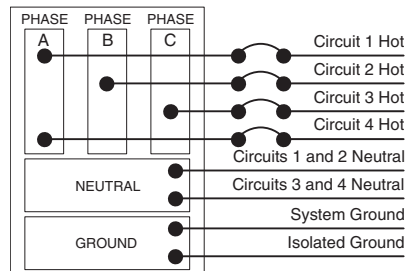 PHASE PHASE PHASE
A B C
Circuit 1 Hot
Circuit 2 Hot
Circuit 3 Hot
Circuit 4 Hot
Circuits 1 and 2 Neutral
NEUTRAL
Circuits 3 and 4 Neutral
System Ground
GROUND
Isolated Ground